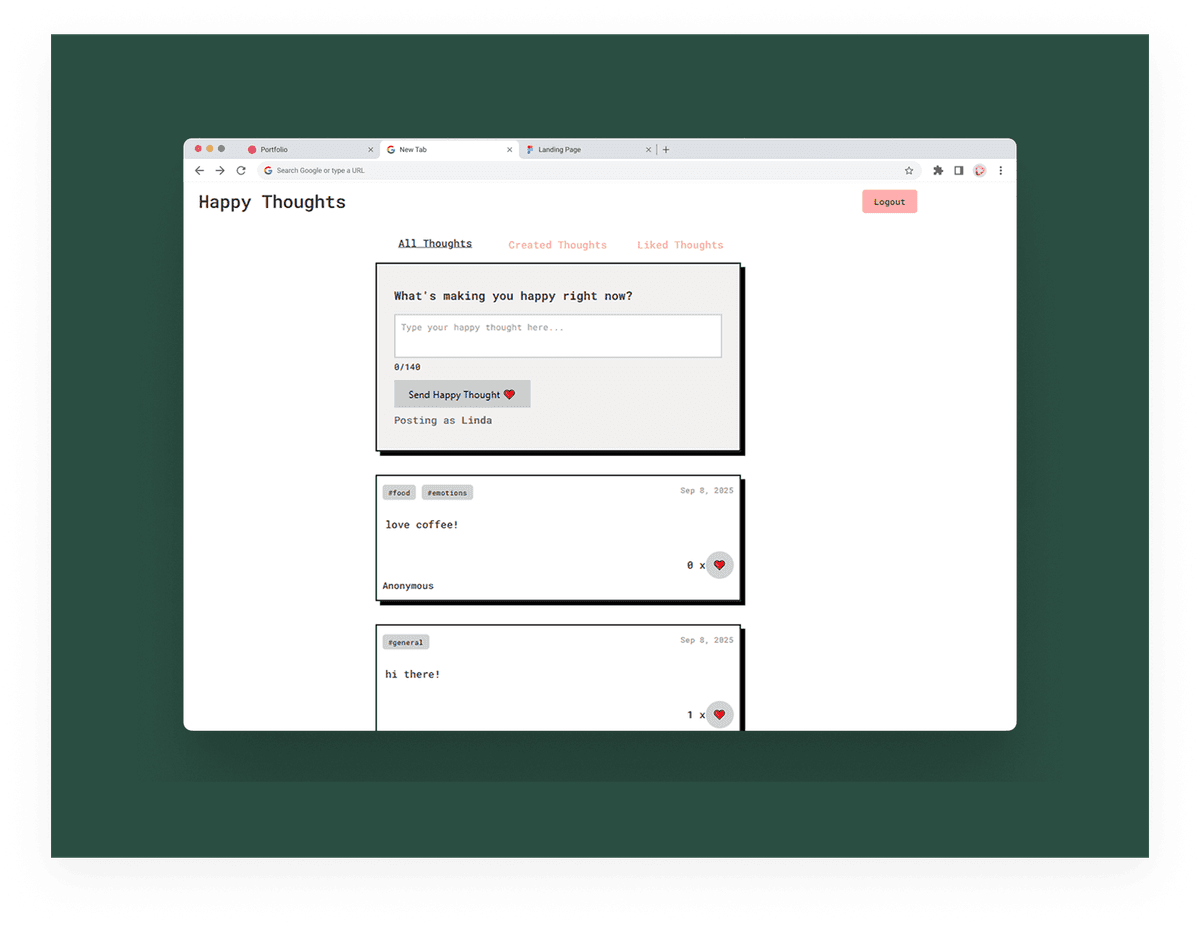 Portfolio
New Tab
Landing Page
Search Google or type a URL
Happy Thoughts
Logout
All Thoughts
Created Thoughts
Liked Thoughts
What's making you happy right now?
Type your happy thought here...
0/140
Send Happy Thought ❤️
Posting as Linda
#food #emotions
Sep 8, 2025
love coffee!
0 x ❤️
Anonymous
#general
Sep 8, 2025
hi there!
1 x ❤️